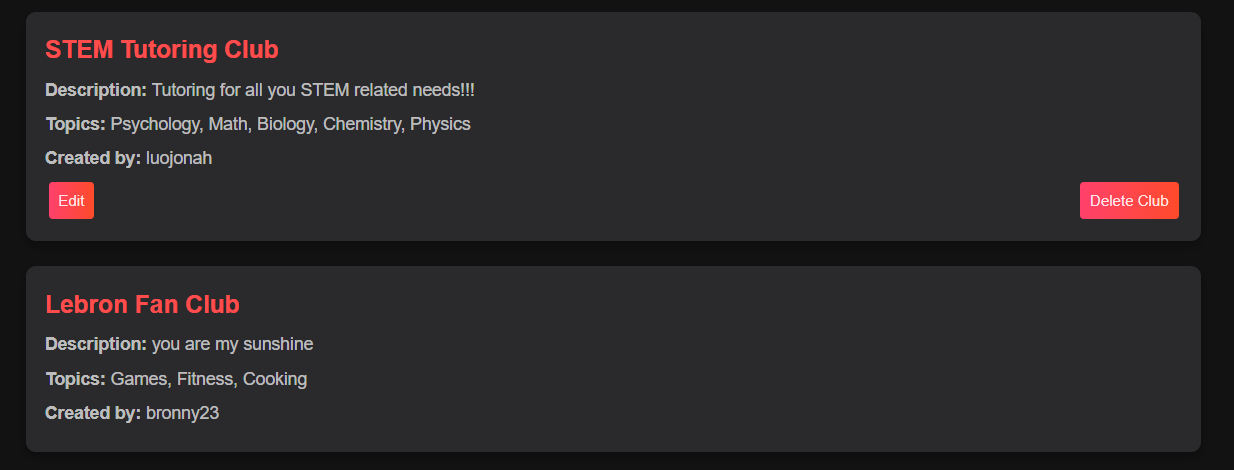 STEM Tutoring Club
Description: Tutoring for all you STEM related needs!!!
Topics: Psychology, Math, Biology, Chemistry, Physics
Created by: luojonah
Edit
Delete Club
Lebron Fan Club
Description: you are my sunshine
Topics: Games, Fitness, Cooking
Created by: bronny23